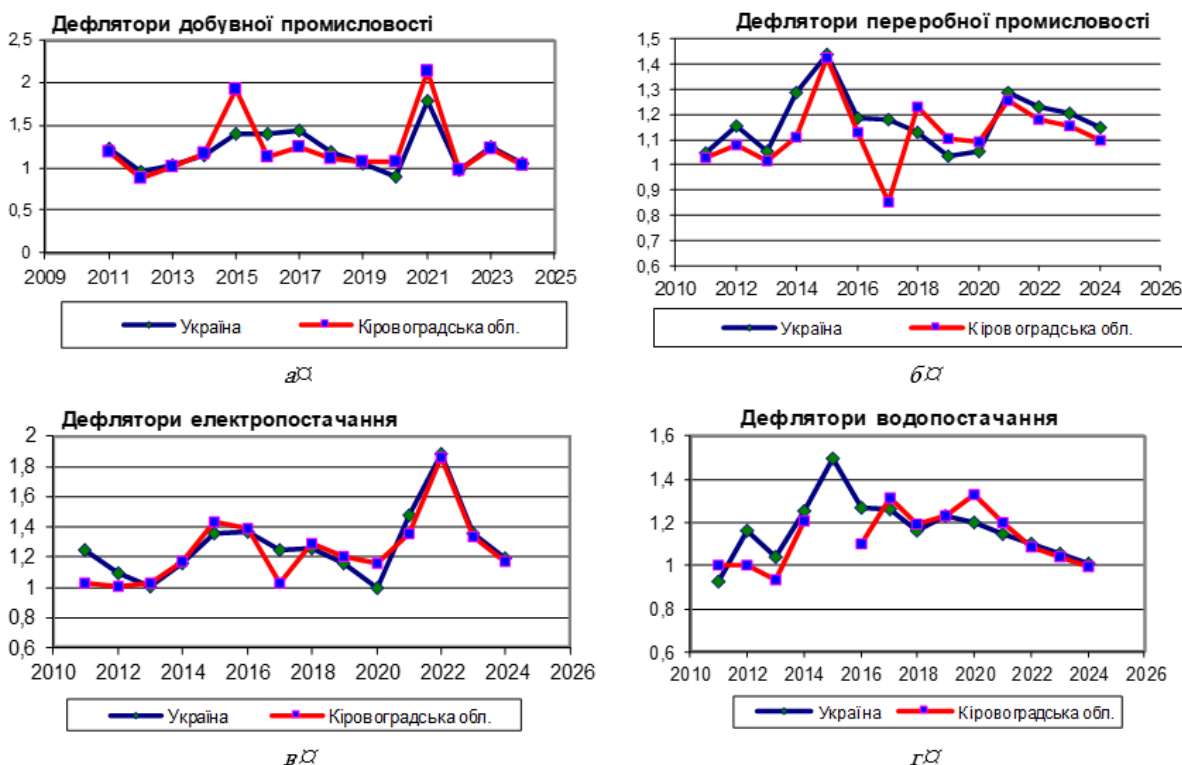 Дефлятори добувної промисловості
2,5
2
1,5
1
0,5
0
2009 2011 2013 2015 2017 2019 2021 2023 2025
Україна Кіровоградська обл.
а¤
Дефлятори переробної промисловості
1,5
1,4
1,3
1,2
1,1
1
0,9
0,8
0,7
0,6
2010 2012 2014 2016 2018 2020 2022 2024 2026
Україна Кіровоградська обл.
б¤
Дефлятори електропостачання
2
1,8
1,6
1,4
1,2
1
0,8
0,6
2010 2012 2014 2016 2018 2020 2022 2024 2026
Україна Кіровоградська обл.
в¤
Дефлятори водопостачання
1,6
1,4
1,2
1
0,8
0,6
2010 2012 2014 2016 2018 2020 2022 2024 2026
Україна Кіровоградська обл.
г¤